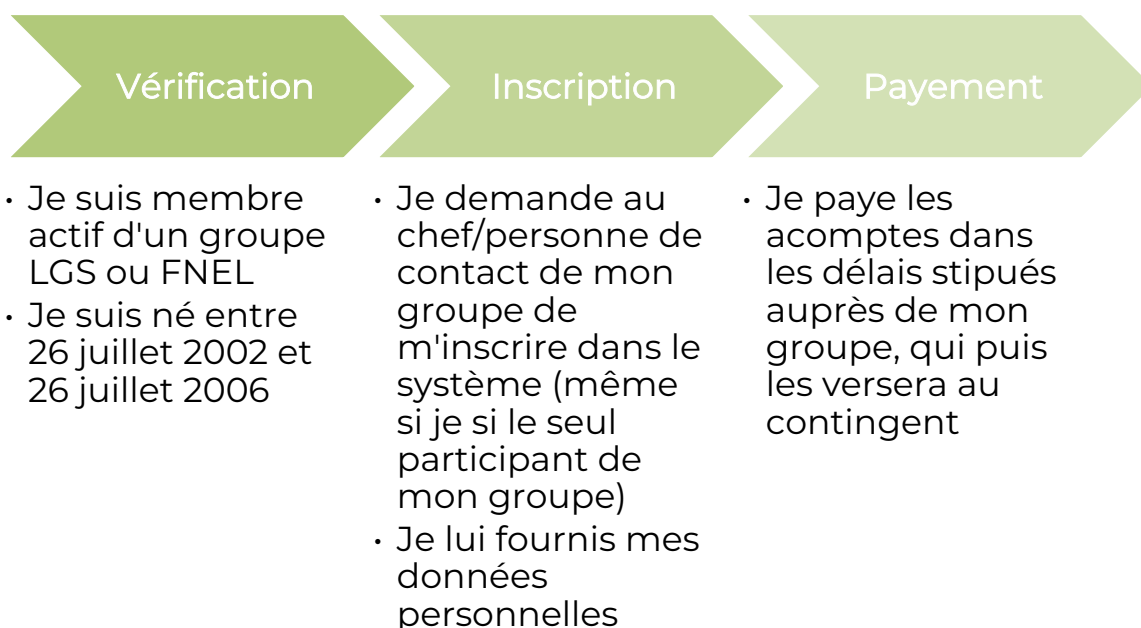 Vérification
Inscription
Payement
· Je suis membre
actif d'un groupe
LGS ou FNEL
· Je suis né entre
26 juillet 2002 et
26 juillet 2006
· Je demande au
chef/personne de
contact de mon
groupe de
m'inscrire dans le
système (même
si je si le seul
participant de
mon groupe)
· Je lui fournis mes
données
personnelles
· Je paye les
acomptes dans
les délais stipués
auprès de mon
groupe, qui puis
les versera au
contingent